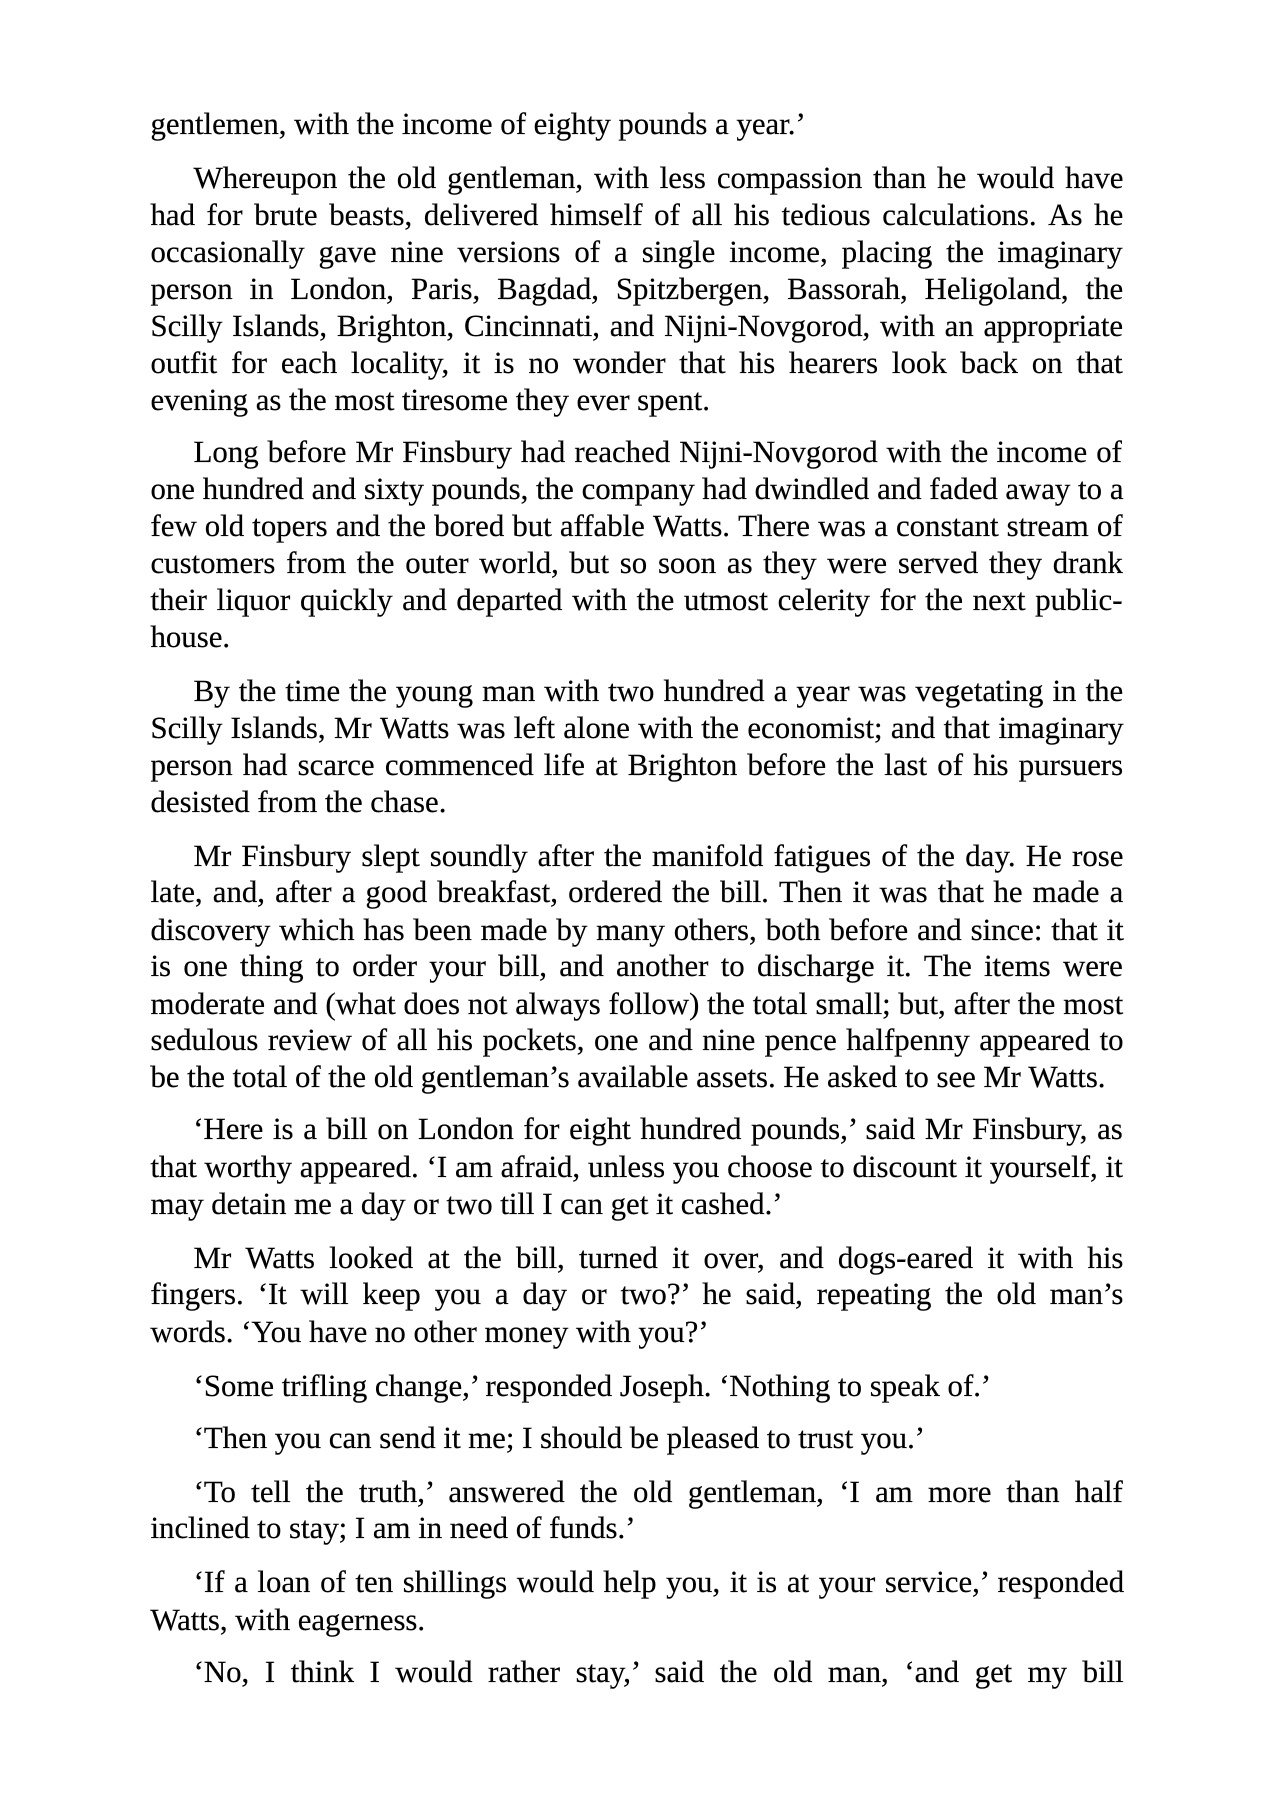 gentlemen, with the income of eighty pounds a year.’
Whereupon the old gentleman, with less compassion than he would have
had for brute beasts, delivered himself of all his tedious calculations. As he
occasionally gave nine versions of a single income, placing the imaginary
person in London, Paris, Bagdad, Spitzbergen, Bassorah, Heligoland, the
Scilly Islands, Brighton, Cincinnati, and Nijni-Novgorod, with an appropriate
outfit for each locality, it is no wonder that his hearers look back on that
evening as the most tiresome they ever spent.
Long before Mr Finsbury had reached Nijni-Novgorod with the income of
one hundred and sixty pounds, the company had dwindled and faded away to a
few old topers and the bored but affable Watts. There was a constant stream of
customers from the outer world, but so soon as they were served they drank
their liquor quickly and departed with the utmost celerity for the next public-
house.
By the time the young man with two hundred a year was vegetating in the
Scilly Islands, Mr Watts was left alone with the economist; and that imaginary
person had scarce commenced life at Brighton before the last of his pursuers
desisted from the chase.
Mr Finsbury slept soundly after the manifold fatigues of the day. He rose
late, and, after a good breakfast, ordered the bill. Then it was that he made a
discovery which has been made by many others, both before and since: that it
is one thing to order your bill, and another to discharge it. The items were
moderate and (what does not always follow) the total small; but, after the most
sedulous review of all his pockets, one and nine pence halfpenny appeared to
be the total of the old gentleman’s available assets. He asked to see Mr Watts.
‘Here is a bill on London for eight hundred pounds,’ said Mr Finsbury, as
that worthy appeared. ‘I am afraid, unless you choose to discount it yourself, it
may detain me a day or two till I can get it cashed.’
Mr Watts looked at the bill, turned it over, and dogs-eared it with his
fingers. ‘It will keep you a day or two?’ he said, repeating the old man’s
words. ‘You have no other money with you?’
‘Some trifling change,’ responded Joseph. ‘Nothing to speak of.’
‘Then you can send it me; I should be pleased to trust you.’
‘To tell the truth,’ answered the old gentleman, ‘I am more than half
inclined to stay; I am in need of funds.’
‘If a loan of ten shillings would help you, it is at your service,’ responded
Watts, with eagerness.
‘No, I think I would rather stay,’ said the old man, ‘and get my bill